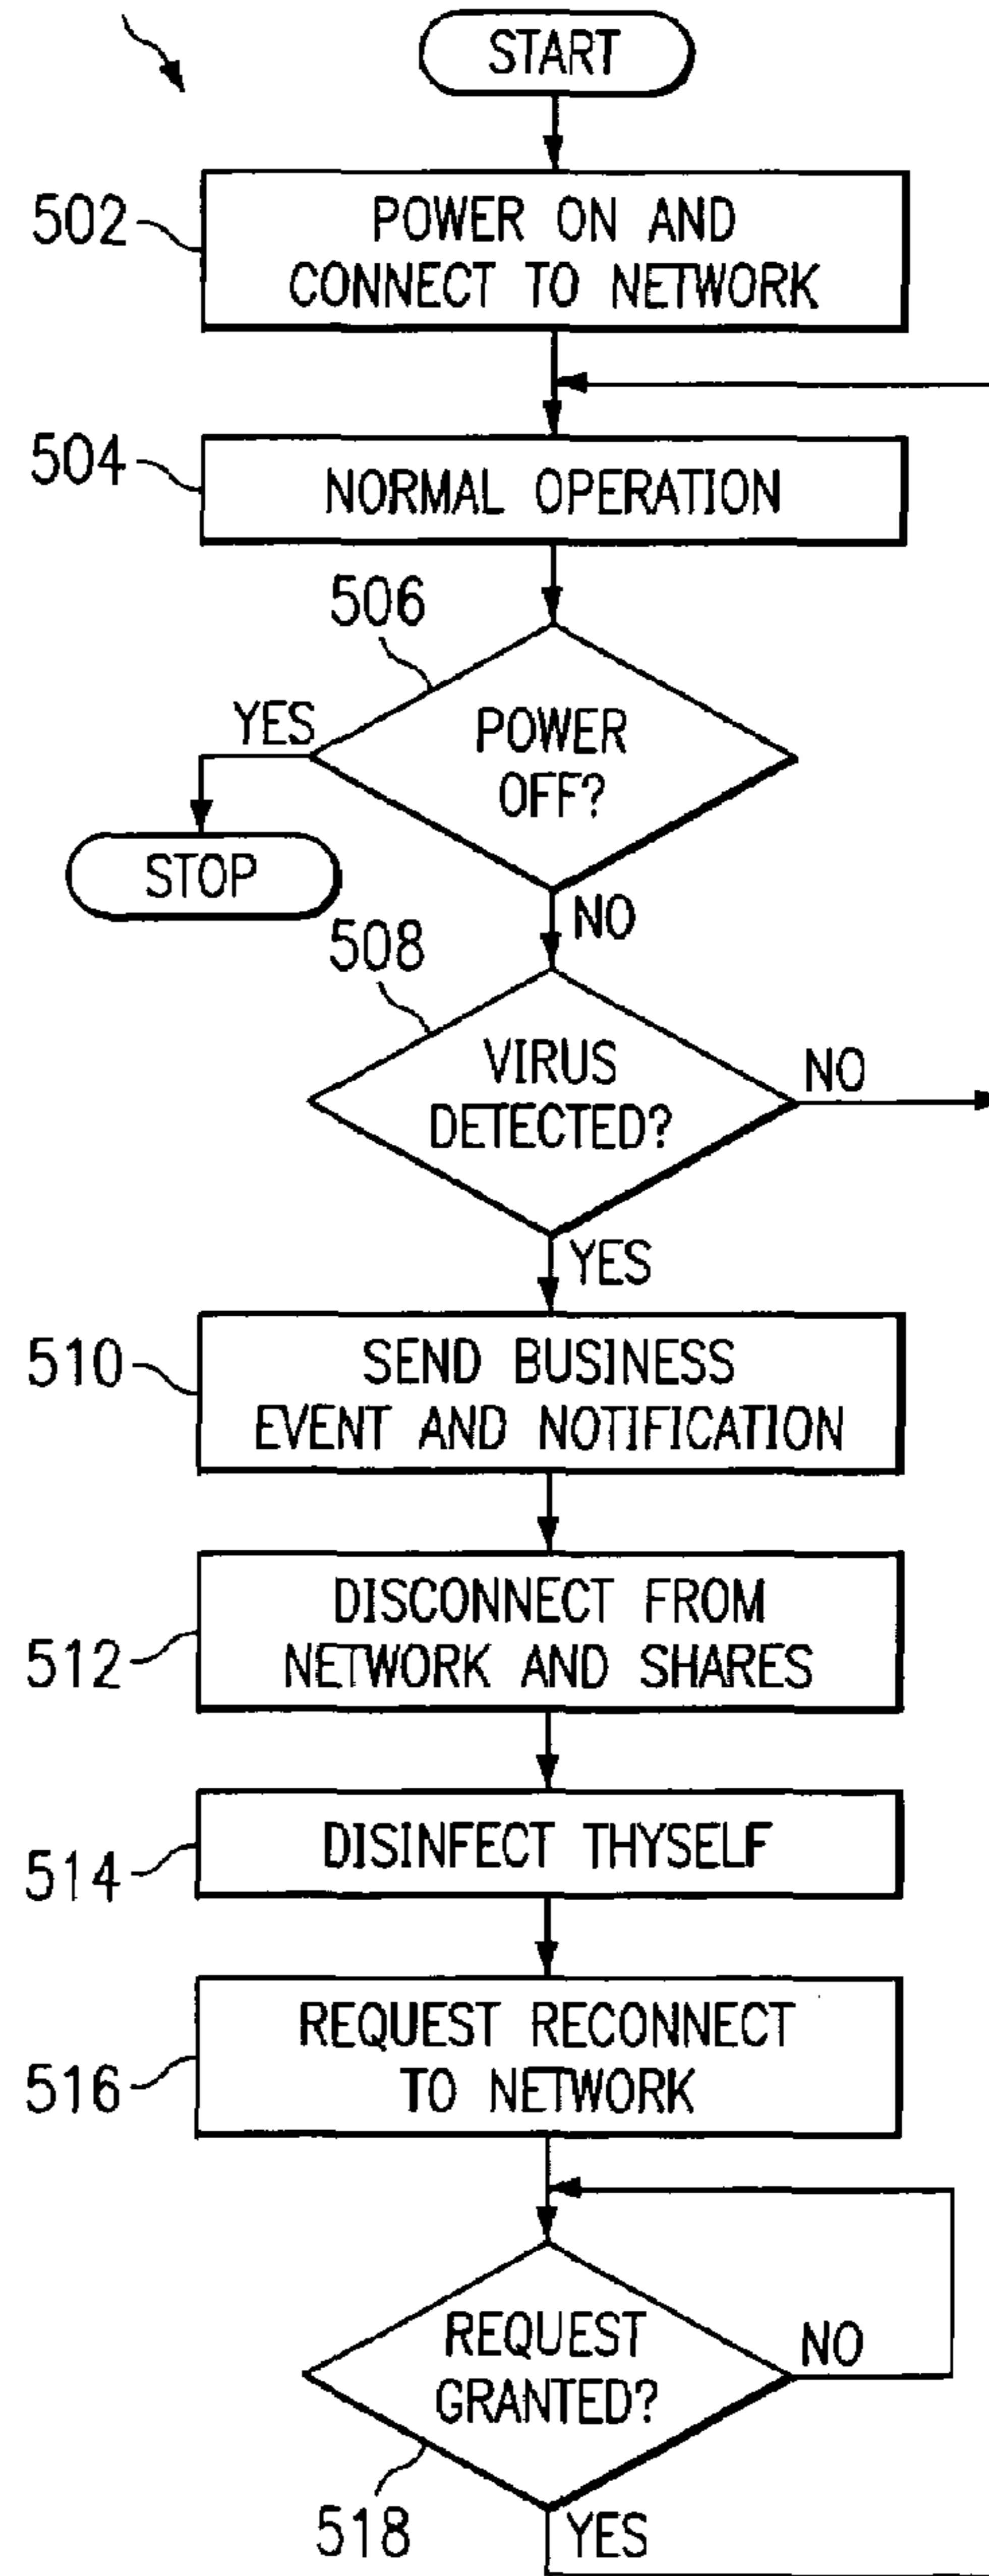 START
502
POWER ON AND
CONNECT TO NETWORK
504
NORMAL OPERATION
506
POWER
OFF?
YES
STOP
NO
508
VIRUS
DETECTED?
NO
YES
510
SEND BUSINESS
EVENT AND NOTIFICATION
512
DISCONNECT FROM
NETWORK AND SHARES
514
DISINFECT THYSELF
516
REQUEST RECONNECT
TO NETWORK
REQUEST
GRANTED?
NO
518
YES